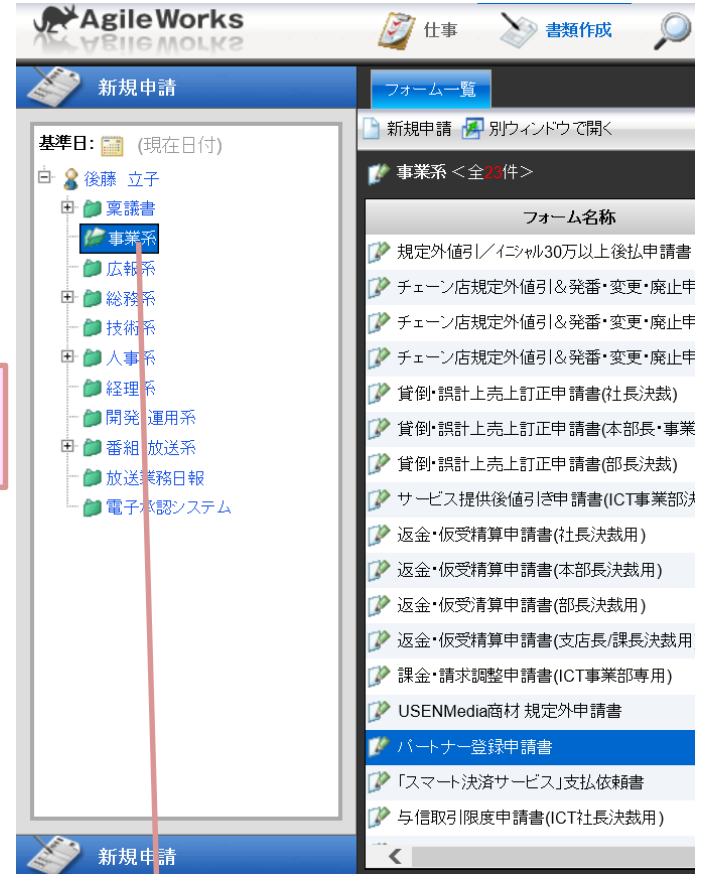 AgileWorks
仕事
書類作成
新規申請
フォーム一覧
新規申請
別ウィンドウで開く
基準日:
(現在日付)
後藤 立子
稟議書
事業系
広報系
総務系
技術系
人事系
経理系
開発 運用系
番組 放送系
放送業務日報
電子承認システム
事業系 <全23件>
フォーム名称
規定外値引／イニシャル30万以上後払申請書
チェーン店規定外値引&発番・変更・廃止申
チェーン店規定外値引&発番・変更・廃止申
チェーン店規定外値引&発番・変更・廃止申
貸倒・誤計上売上訂正申請書(社長決裁)
貸倒・誤計上売上訂正申請書(本部長・事業
貸倒・誤計上売上訂正申請書(部長決裁)
サービス提供後値引き申請書(ICT事業部決
返金・仮受精算申請書(社長決裁用)
返金・仮受精算申請書(本部長決裁用)
返金・仮受清算申請書(部長決裁用)
返金・仮受精算申請書(支店長/課長決裁用
課金・請求調整申請書(ICT事業部専用)
USENMedia商材 規定外申請書
パートナー登録申請書
「スマート決済サービス」支払依頼書
与信取引限度申請書(ICT社長決裁用)
新規申請